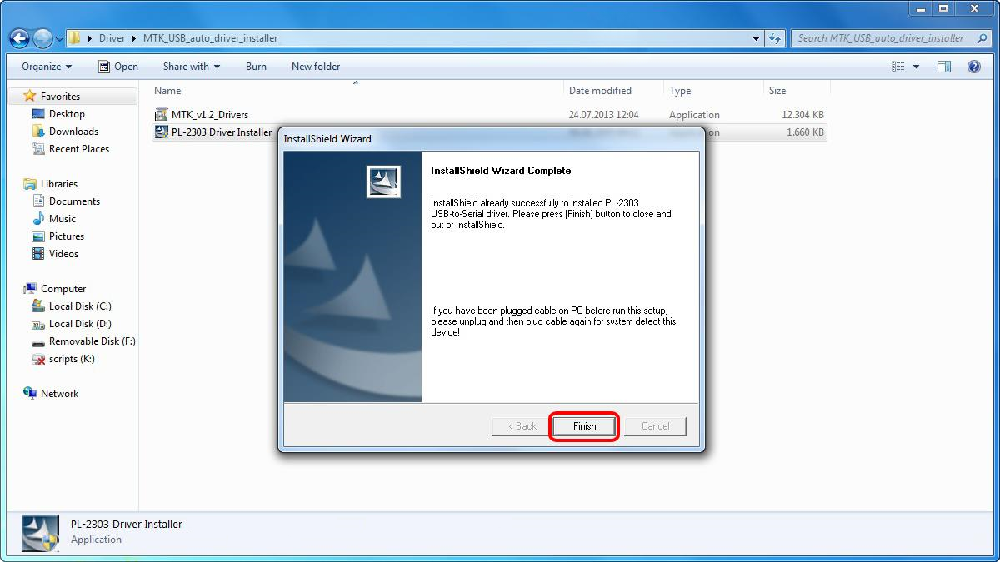 Driver MTK_USB_auto_driver_installer Search MTK_USB_auto_driver_installer
Organize Open Share with Burn New folder
Favorites
Desktop
Downloads
Recent Places
Libraries
Documents
Music
Pictures
Videos
Computer
Local Disk (C:)
Local Disk (D:)
Removable Disk (F:)
scripts (K:)
Network
Name Date modified Type Size
MTK_v1.2_Drivers 24.07.2013 12:04 Application 12.304 KB
PL-2303 Driver Installer Application 1.660 KB
InstallShield Wizard
InstallShield Wizard Complete
InstallShield already successfully to installed PL-2303
USB-to-Serial driver. Please press [Finish] button to close and
out of InstallShield.
If you have been plugged cable on PC before run this setup,
please unplug and then plug cable again for system detect this
device!
< Back Finish Cancel
PL-2303 Driver Installer
Application